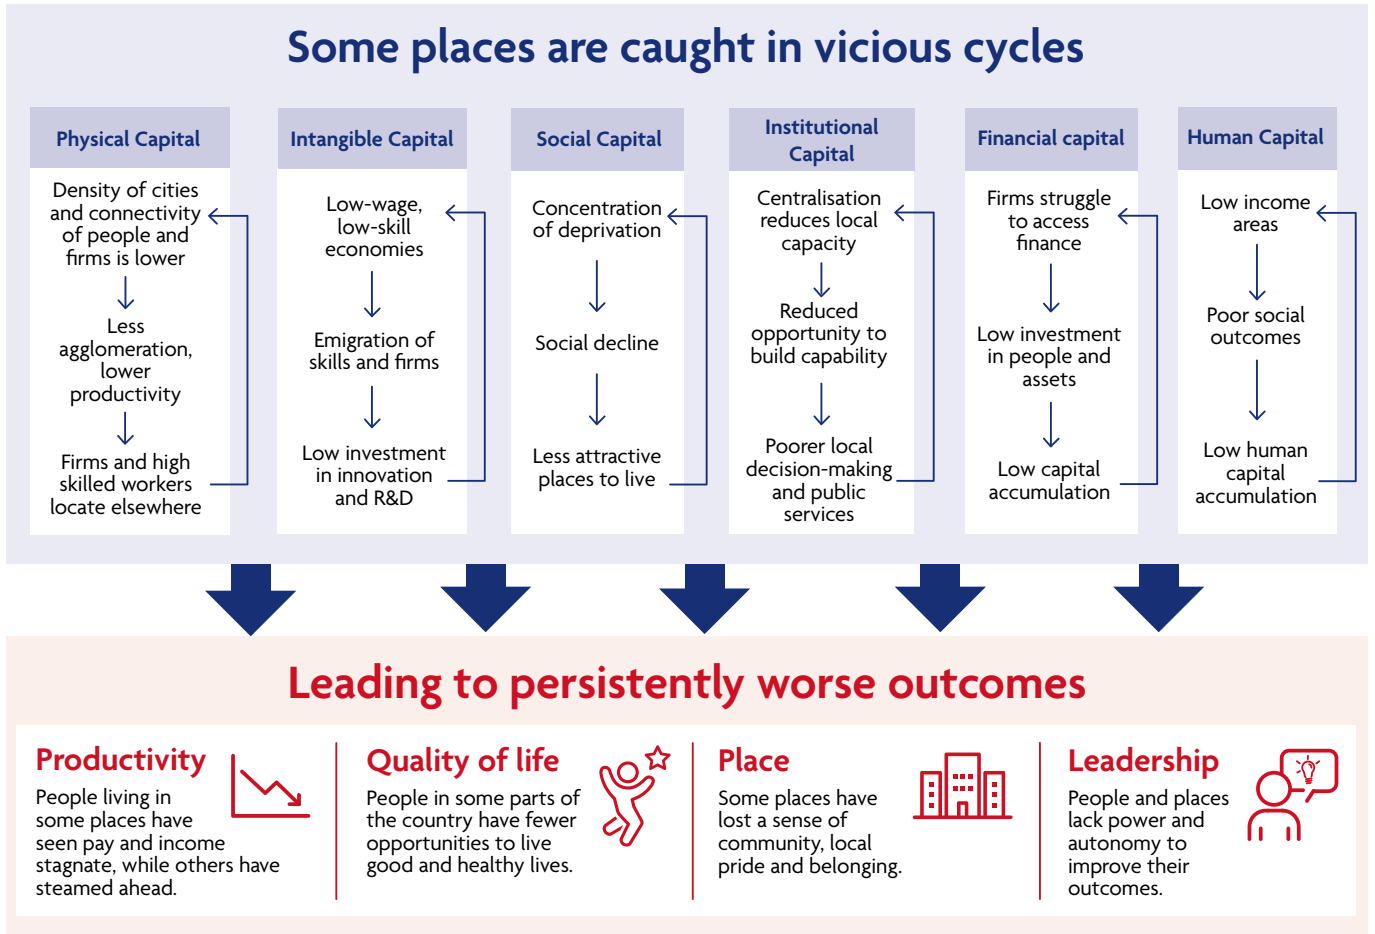 Some places are caught in vicious cycles
Physical Capital
Density of cities
and connectivity
of people and
firms is lower
Less
agglomeration,
lower
productivity
Firms and high
skilled workers
locate elsewhere
Intangible Capital
Low-wage,
low-skill
economies
Emigration of
skills and firms
Low investment
in innovation
and R&D
Social Capital
Concentration
of deprivation
Social decline
Less attractive
places to live
Institutional
Capital
Centralisation
reduces local
capacity
Reduced
opportunity to
build capability
Poorer local
decision-making
and public
services
Financial capital
Firms struggle
to access
finance
Low investment
in people and
assets
Low capital
accumulation
Human Capital
Low income
areas
Poor social
outcomes
Low human
capital
accumulation
Leading to persistently worse outcomes
Productivity
People living in
some places have
seen pay and income
stagnate, while others have
steamed ahead.
Quality of life
People in some parts of
the country have fewer
opportunities to live
good and healthy lives.
Place
Some places have
lost a sense of
community, local
pride and belonging.
Leadership
People and places
lack power and
autonomy to
improve their
outcomes.